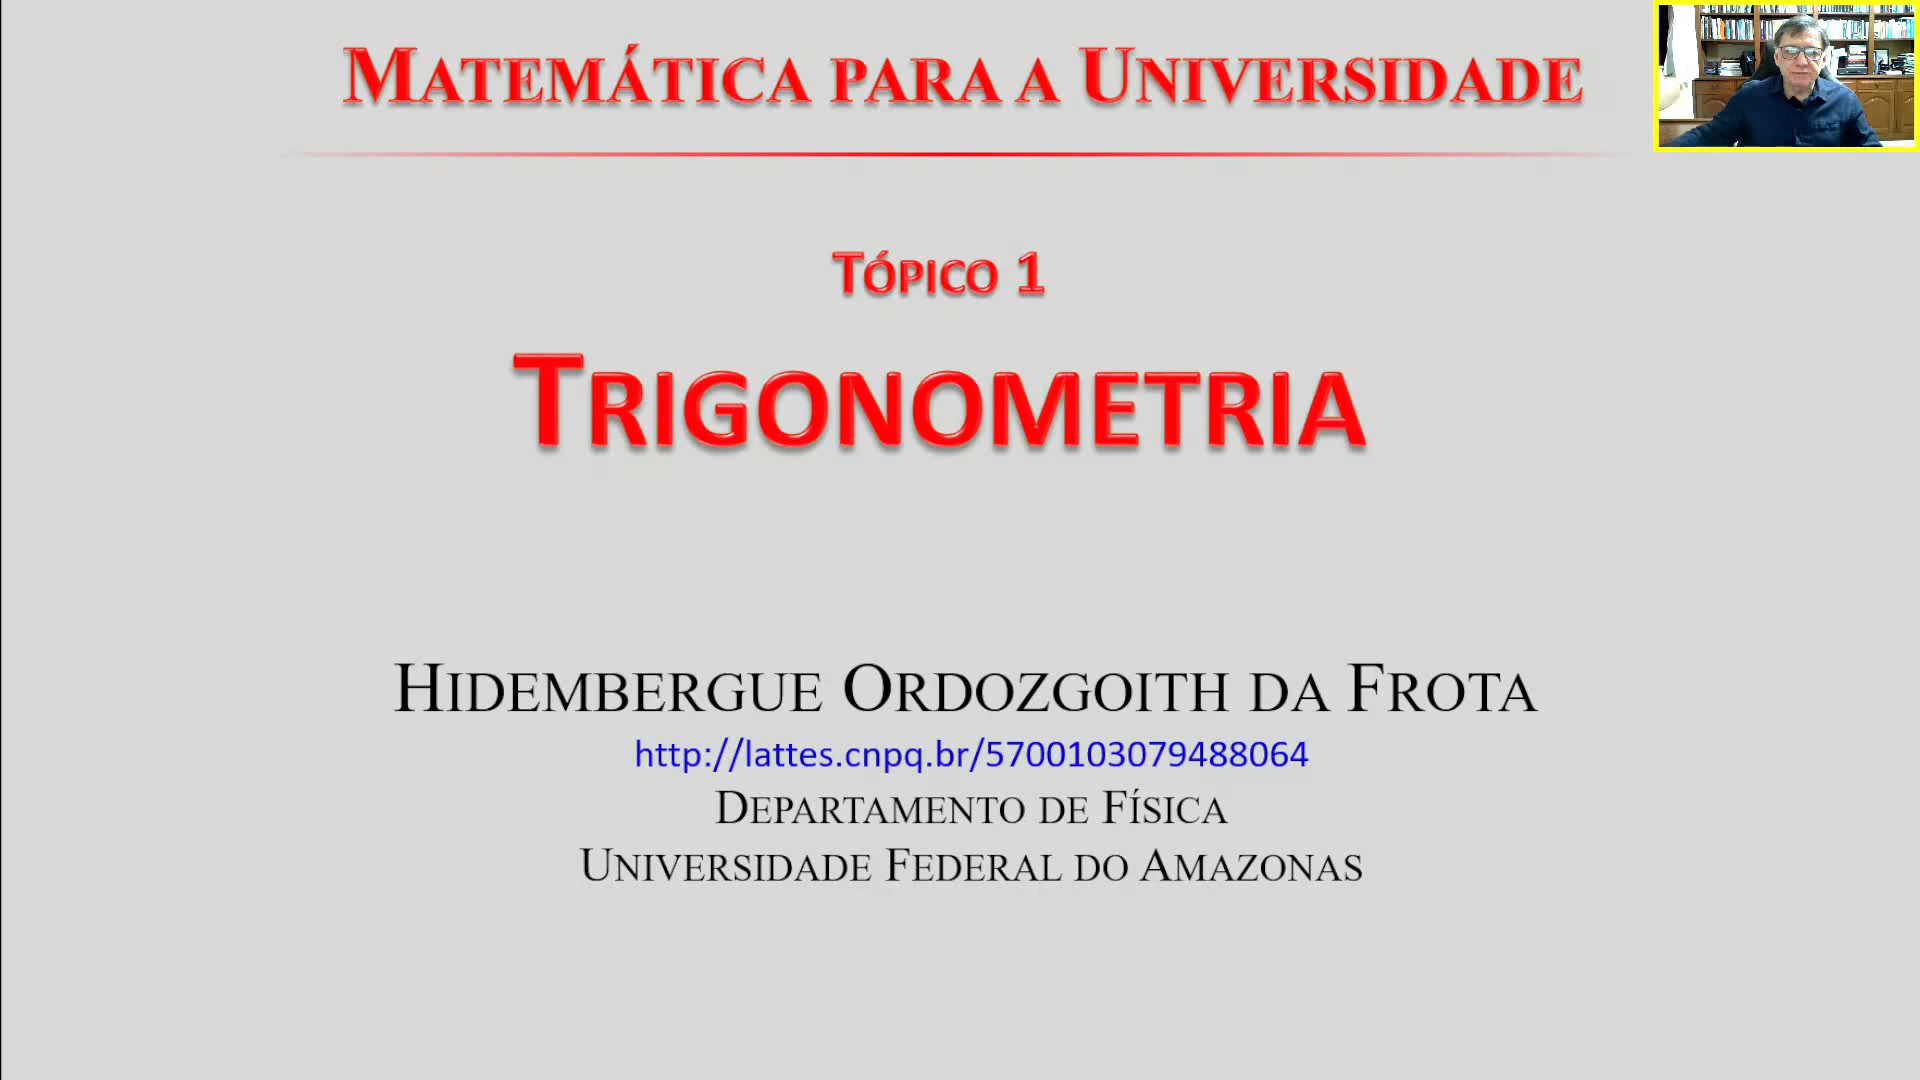 MATEMÁTICA PARA A UNIVERSIDADE
TÓPICO 1
TRIGONOMETRIA
HIDEMBERGUE ORDOZGOITH DA FROTA
http://lattes.cnpq.br/5700103079488064
DEPARTAMENTO DE FÍSICA
UNIVERSIDADE FEDERAL DO AMAZONAS